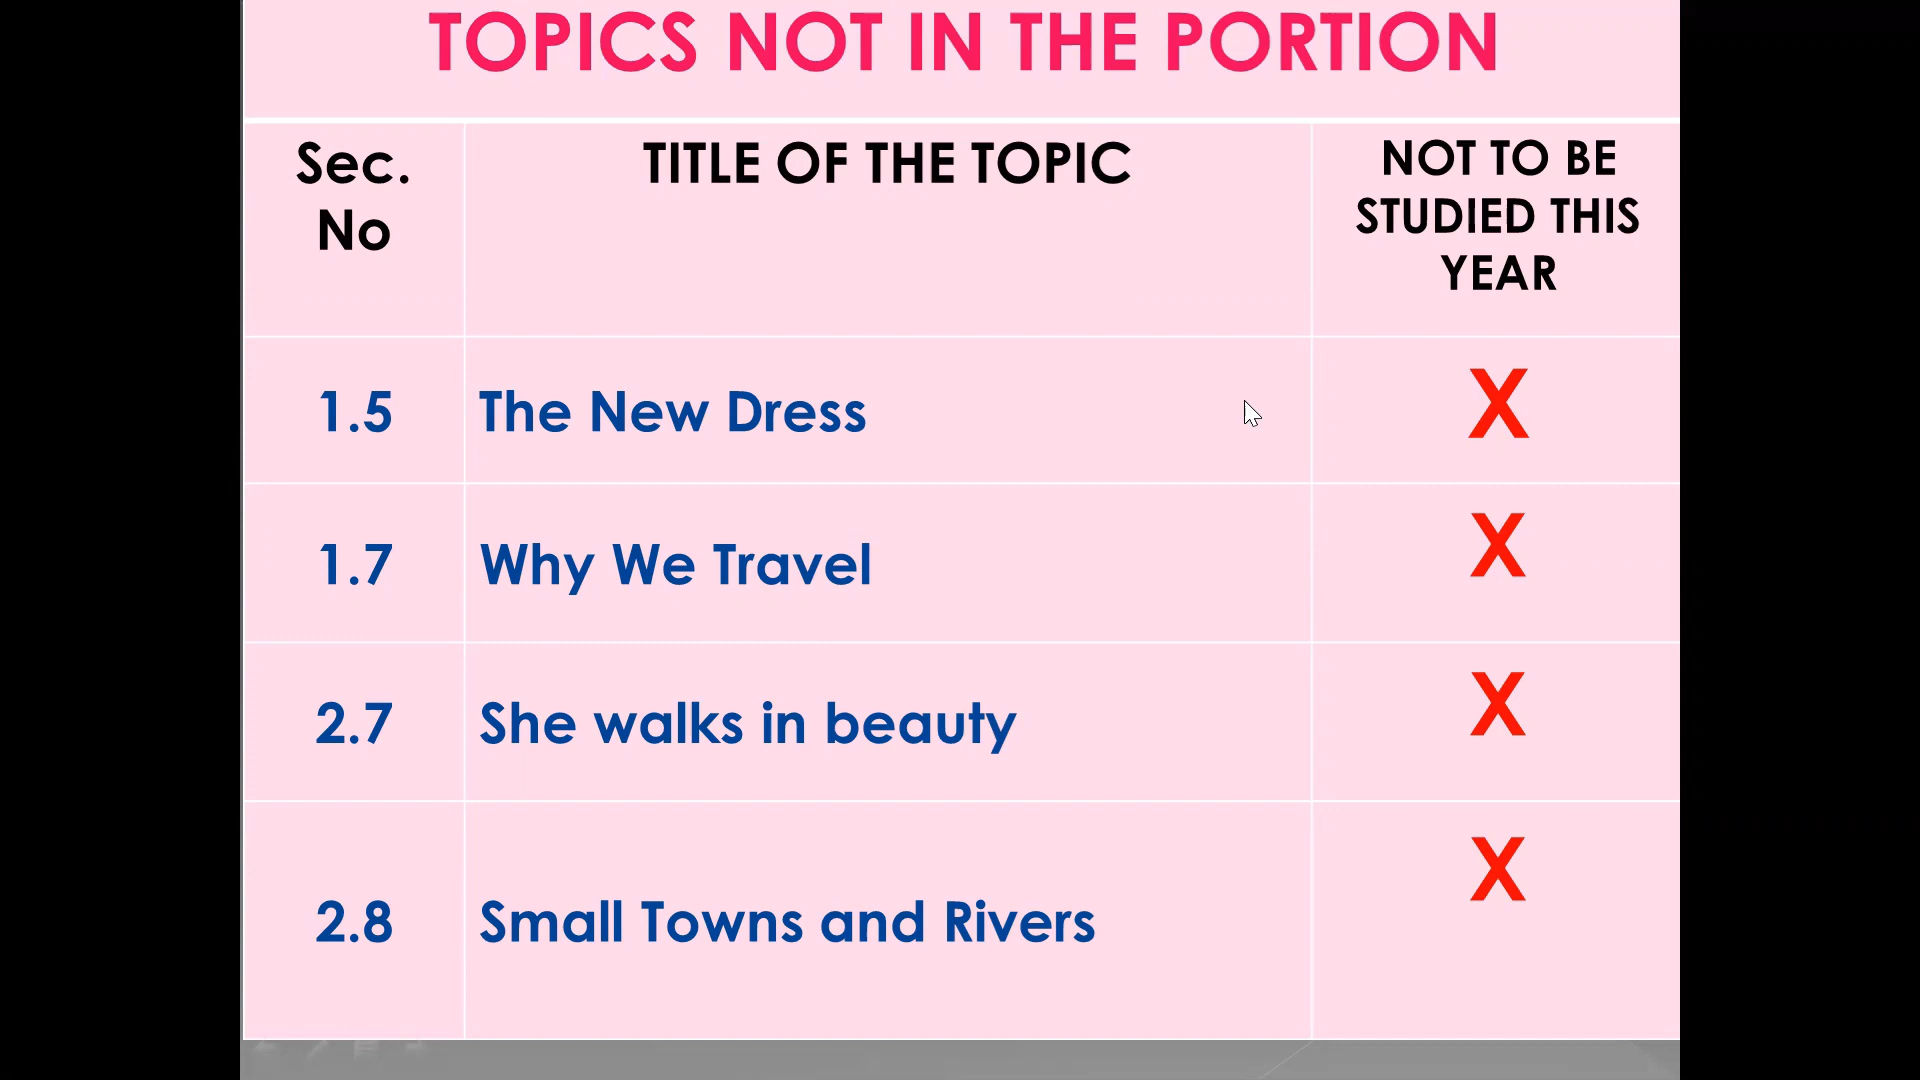 TOPICS NOT IN THE PORTION
Sec. No
TITLE OF THE TOPIC
NOT TO BE STUDIED THIS YEAR
1.5 The New Dress X
1.7 Why We Travel X
2.7 She walks in beauty X
2.8 Small Towns and Rivers X